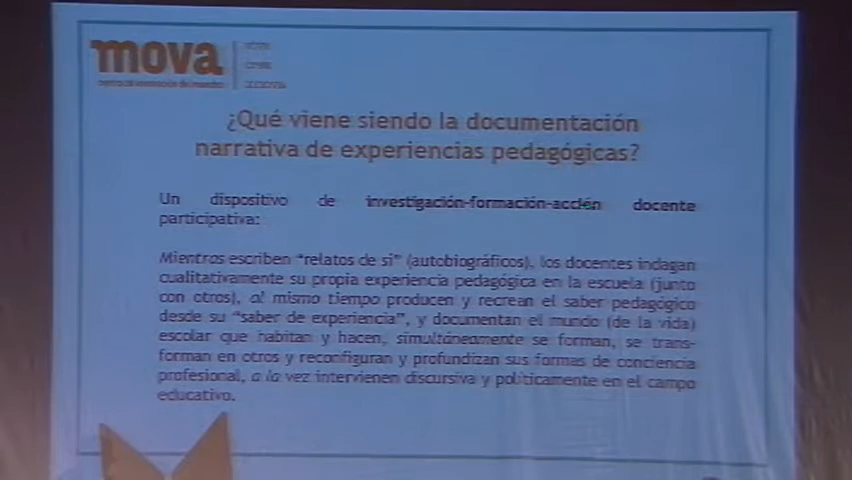 mova
¿Qué viene siendo la documentación
narrativa de experiencias pedagógicas?
Un dispositivo de investigación-formación-acción docente
participativa:
Mientras escriben "relatos de sí" (autobiográficos), los docentes indagan
cualitativamente su propia experiencia pedagógica en la escuela (junto
con otros), al mismo tiempo producen y recrean el saber pedagógico
desde su "saber de experiencia", y documentan el mundo (de la vida)
escolar que habitan y hacen, simultáneamente se forman, se trans-
forman en otros y reconfiguran y profundizan sus formas de conciencia
profesional, a la vez intervienen discursiva y políticamente en el campo
educativo.